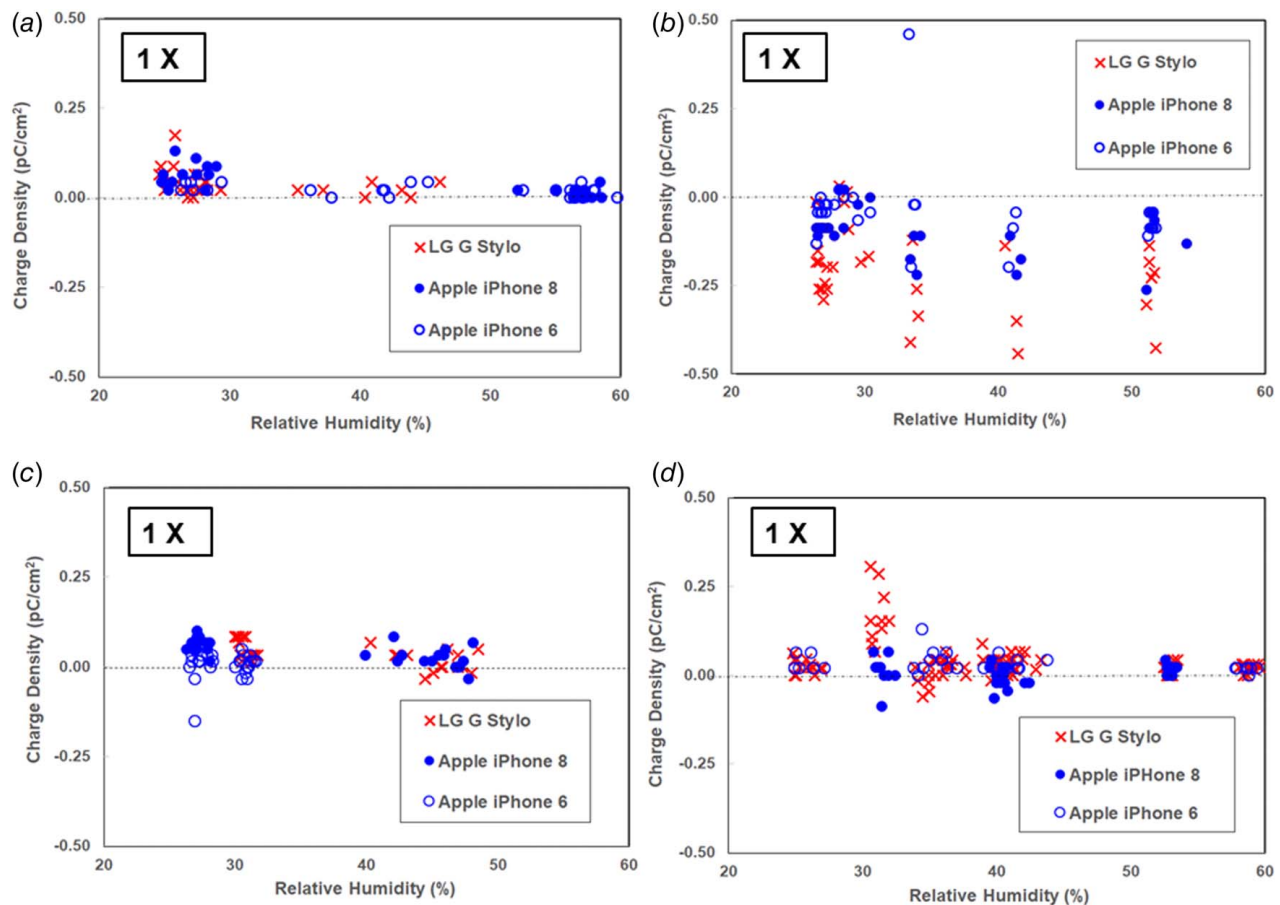 (a)
1 X
0.50
0.25
0.00
-0.25
-0.50
Charge Density (pC/cm²)
LG G Stylo
Apple iPhone 8
Apple iPhone 6
20 30 40 50 60
Relative Humidity (%)
(b)
1 X
0.50
0.25
0.00
-0.25
-0.50
Charge Density (pC/cm²)
LG G Stylo
Apple iPhone 8
Apple iPhone 6
20 30 40 50 60
Relative Humidity (%)
(c)
1 X
0.50
0.25
0.00
-0.25
-0.50
Charge Density (pC/cm²)
LG G Stylo
Apple iPhone 8
Apple iPhone 6
20 30 40 50 60
Relative Humidity (%)
(d)
1 X
0.50
0.25
0.00
-0.25
-0.50
Charge Density (pC/cm²)
LG G Stylo
Apple iPHone 8
Apple iPhone 6
20 30 40 50 60
Relative Humidity (%)